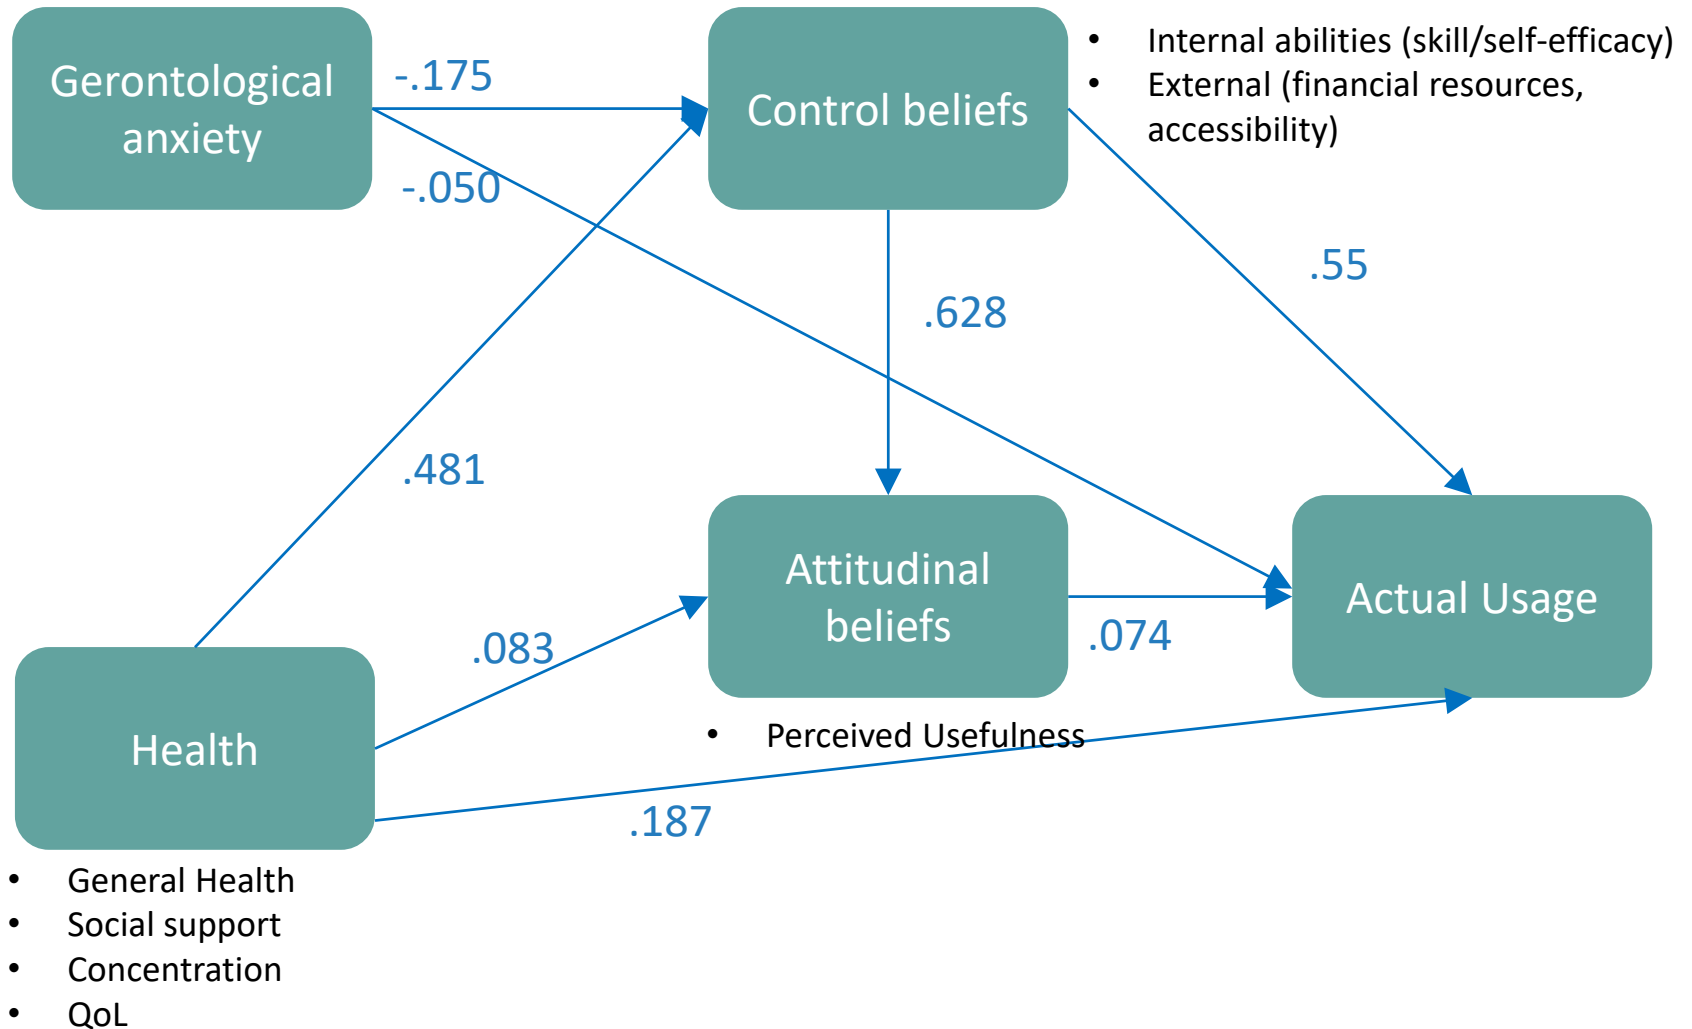 Gerontological
anxiety
-.175
-.050
Control beliefs
• Internal abilities (skill/self-efficacy)
• External (financial resources,
accessibility)
.55
.628
.481
Attitudinal
beliefs
.083
.074
Actual Usage
• Perceived Usefulness
Health
.187
• General Health
• Social support
• Concentration
• QoL